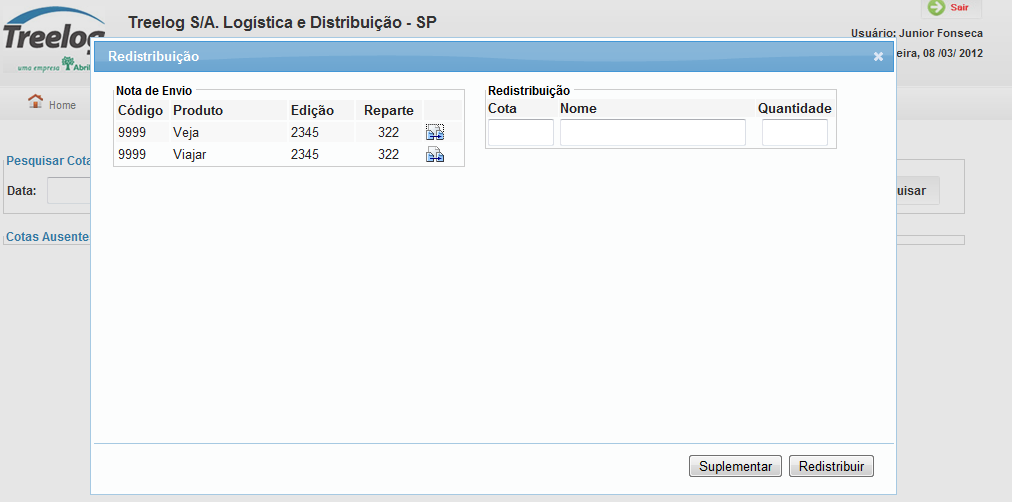 Treelog
uma empresa Abril
Treelog S/A. Logística e Distribuição - SP
Sair
Usuário: Junior Fonseca
eira, 08 /03/ 2012
Home
Redistribuição
Nota de Envio
Código Produto Edição Reparte
9999 Veja 2345 322
9999 Viajar 2345 322
Redistribuição
Cota Nome Quantidade
Pesquisar Cota
Data:
uisar
Cotas Ausente
Suplementar Redistribuir